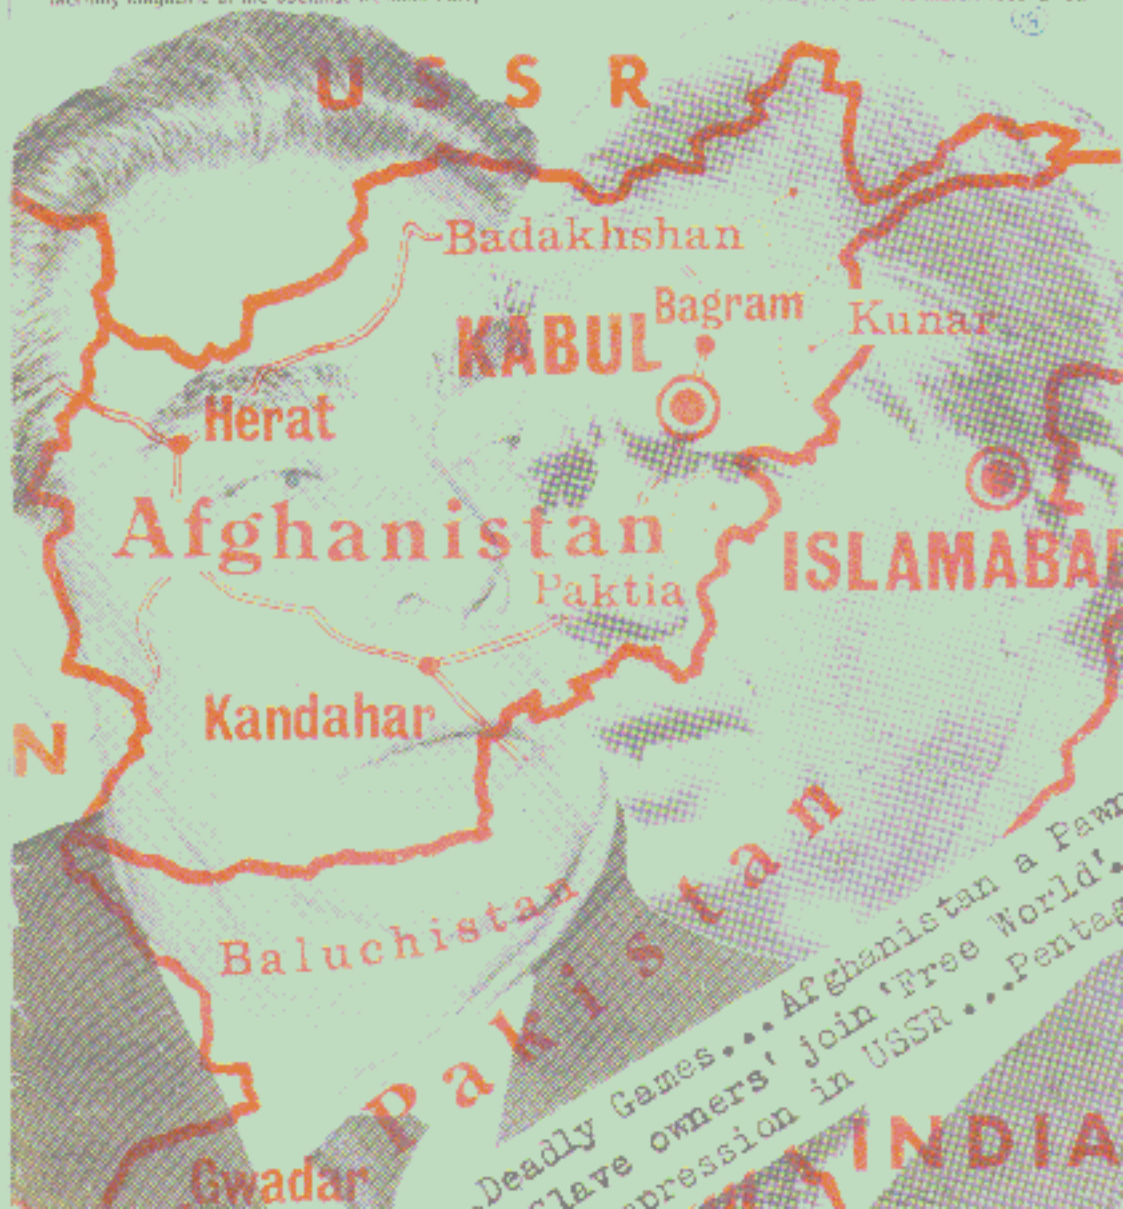 USSR
Badakhshan
Bagram
KABUL
Kunar
Herat
Afghanistan
ISLAMABAD
Paktia
Kandahar
N
Pakistan
Baluchistan
Deadly Games... Afghanistan a Pawn
Slave owners' join 'Free World'.
pression in USSR ...Pentag
INDIA
Gwadar